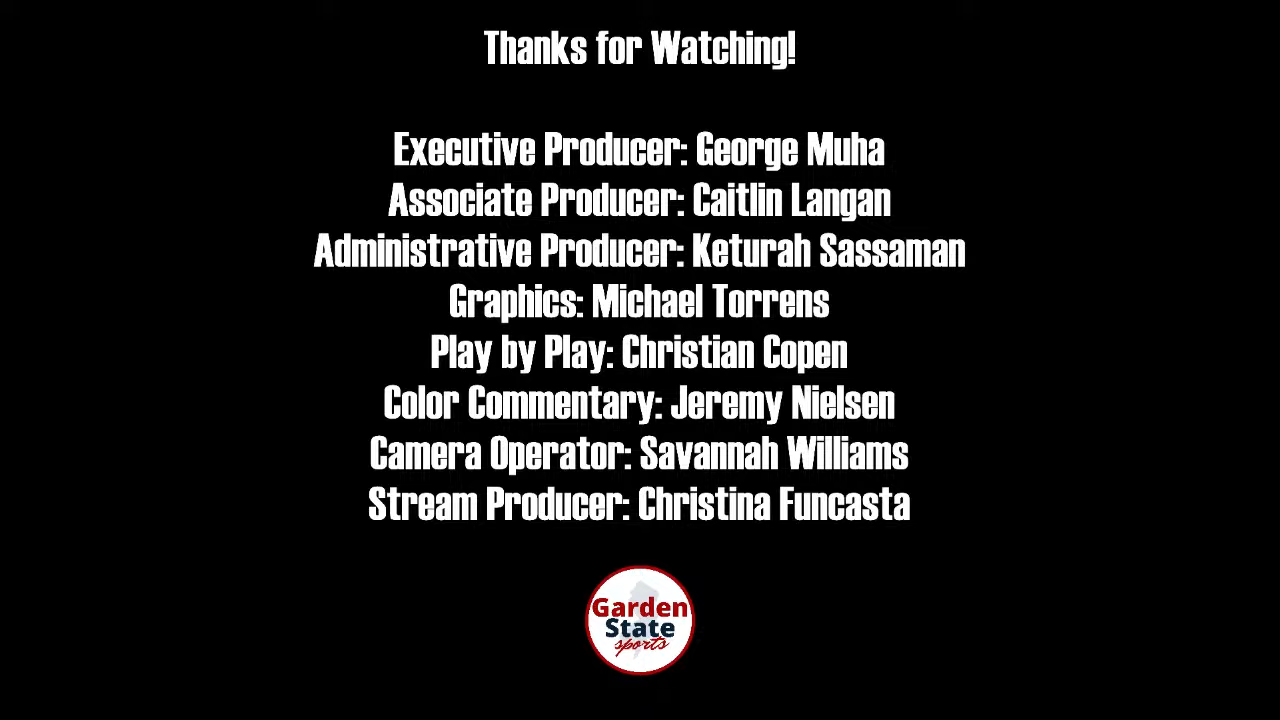 Thanks for Watching!
Executive Producer: George Muha
Associate Producer: Caitlin Langan
Administrative Producer: Keturah Sassaman
Graphics: Michael Torrens
Play by Play: Christian Copen
Color Commentary: Jeremy Nielsen
Camera Operator: Savannah Williams
Stream Producer: Christina Funcasta
Garden
State
sports